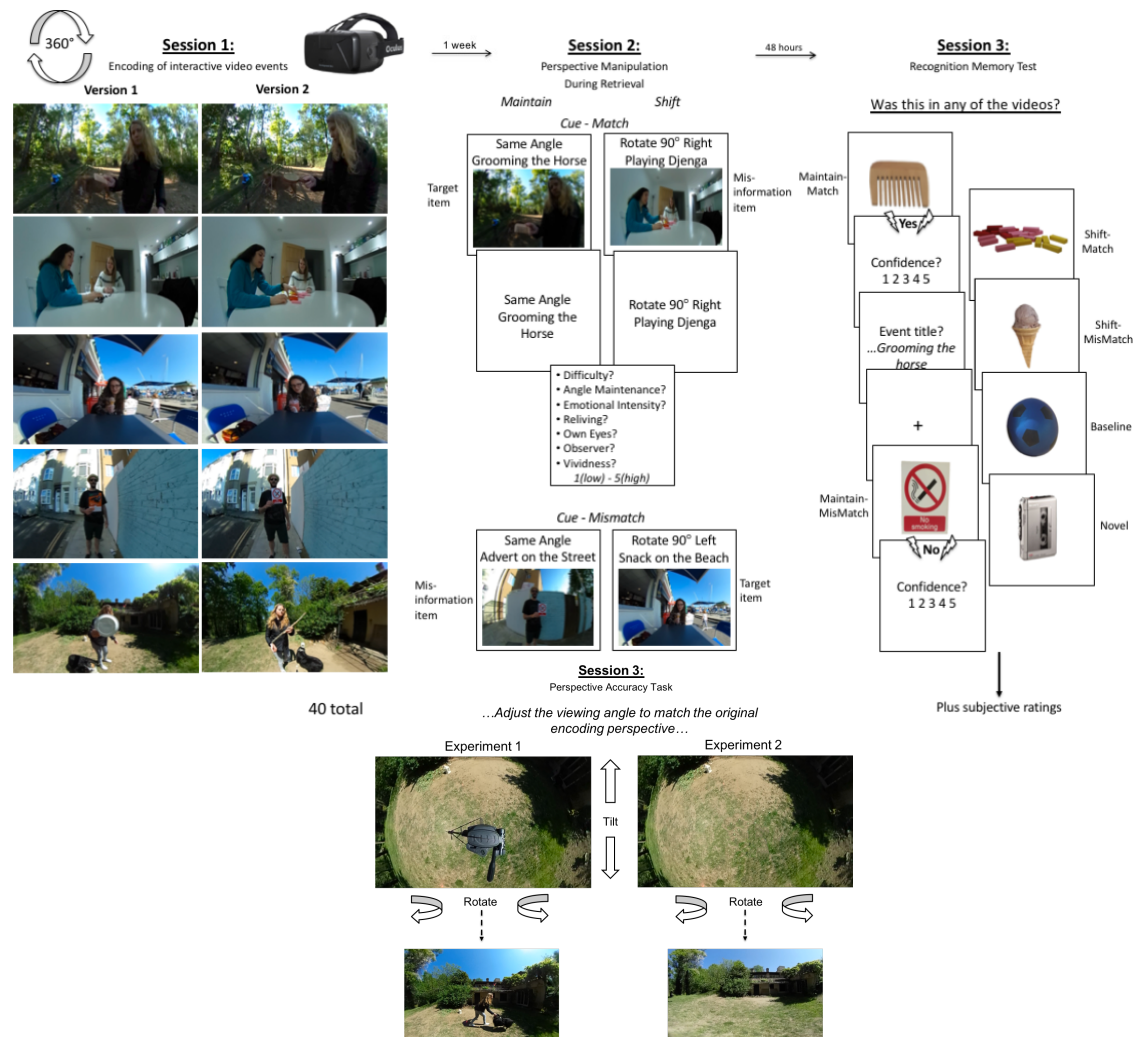 360°
Session 1:
Encoding of interactive video events
Oculus
Version 1
Version 2
40 total
1 week
Session 2:
Perspective Manipulation
During Retrieval
Maintain
Shift
Cue - Match
Target
item
Same Angle
Grooming the Horse
Rotate 90° Right
Playing Djenga
Mis-
information
item
Same Angle
Grooming the
Horse
Rotate 90° Right
Playing Djenga
• Difficulty?
• Angle Maintenance?
• Emotional Intensity?
• Reliving?
• Own Eyes?
• Observer?
• Vividness?
1(low) - 5(high)
Cue - Mismatch
Mis-
information
item
Same Angle
Advert on the Street
Rotate 90° Left
Snack on the Beach
Target
item
48 hours
Session 3:
Recognition Memory Test
Was this in any of the videos?
Maintain-
Match
Yes
Confidence?
1 2 3 4 5
Event title?
...Grooming the
horse
+
Maintain-
MisMatch
No
smoking
No
Confidence?
1 2 3 4 5
Shift-
Match
Shift-
MisMatch
Baseline
Novel
Plus subjective ratings
Session 3:
Perspective Accuracy Task
...Adjust the viewing angle to match the original
encoding perspective...
Experiment 1
Experiment 2
Tilt
Rotate
Rotate